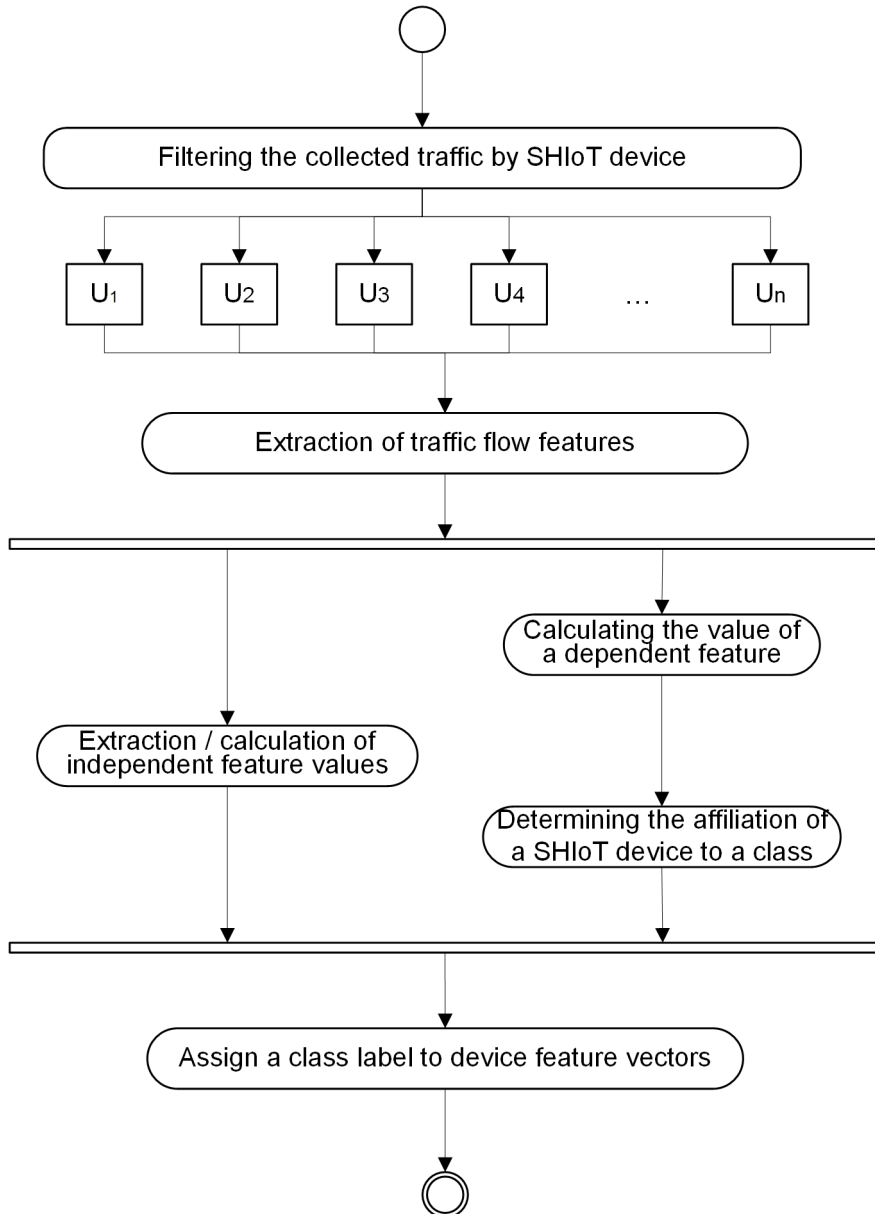 Filtering the collected traffic by SHIoT device
U1 U2 U3 U4 ... Un
Extraction of traffic flow features
Calculating the value of
a dependent feature
Extraction / calculation of
independent feature values
Determining the affiliation of
a SHIoT device to a class
Assign a class label to device feature vectors